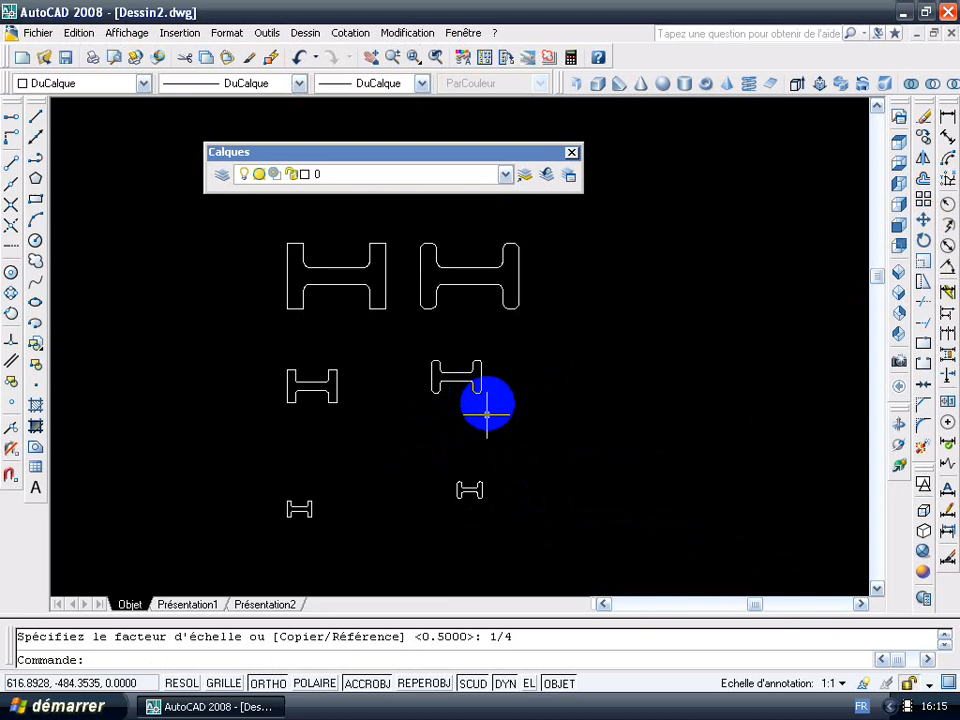 AutoCAD 2008 - [Dessin2.dwg]
Fichier Edition Affichage Insertion Format Outils Dessin Cotation Modification Fenêtre ?
Tapez une question pour obtenir de l'aide
DuCalque DuCalque DuCalque ParCouleur
Calques
0
A
Objet Présentation1 Présentation2
Spécifiez le facteur d'échelle ou [Copier/Référence] <0.5000>: 1/4
Commande:
616.8928, -484.3535, 0.0000 RESOL GRILLE ORTHO POLAIRE ACCROBJ REPEROBJ SCUD DYN EL OBJET Echelle d'annotation: 1:1
démarrer AutoCAD 2008 - [Des... FR 16:15